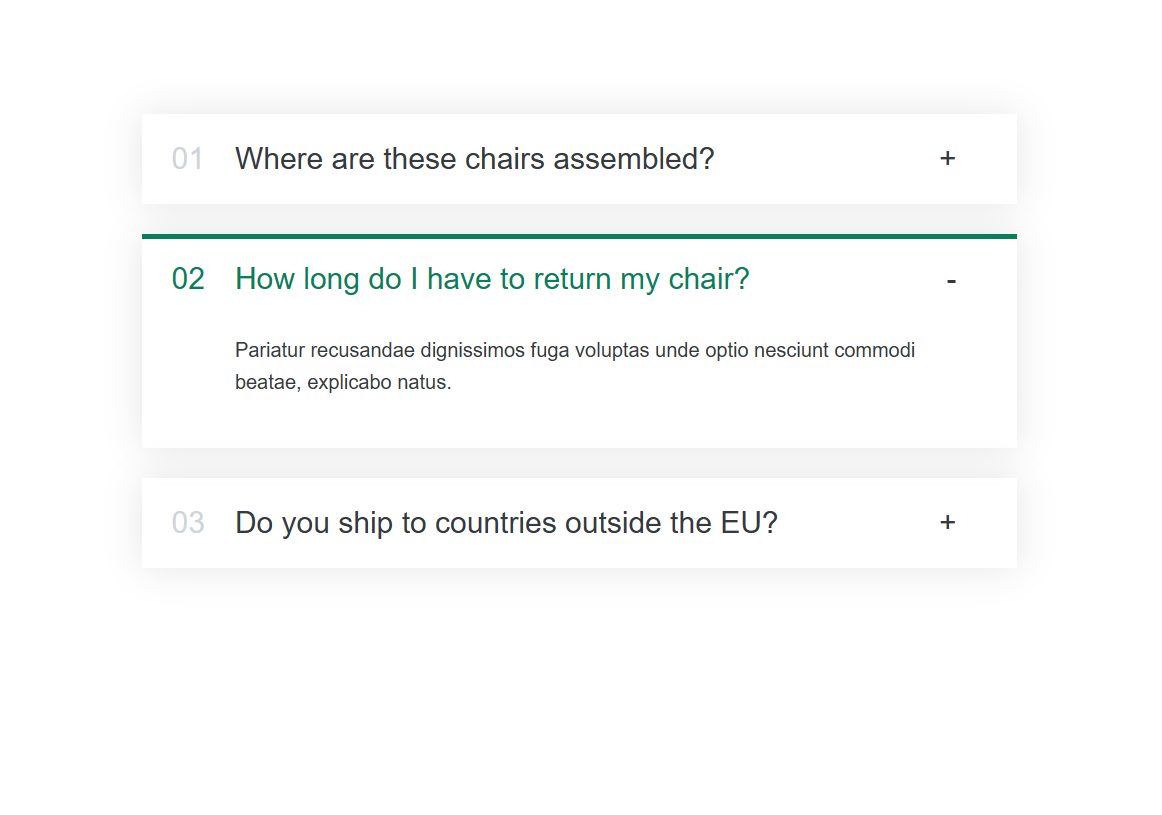 01 Where are these chairs assembled? +
02 How long do I have to return my chair? -
Pariatur recusandae dignissimos fuga voluptas unde optio nesciunt commodi
beatae, explicabo natus.
03 Do you ship to countries outside the EU? +